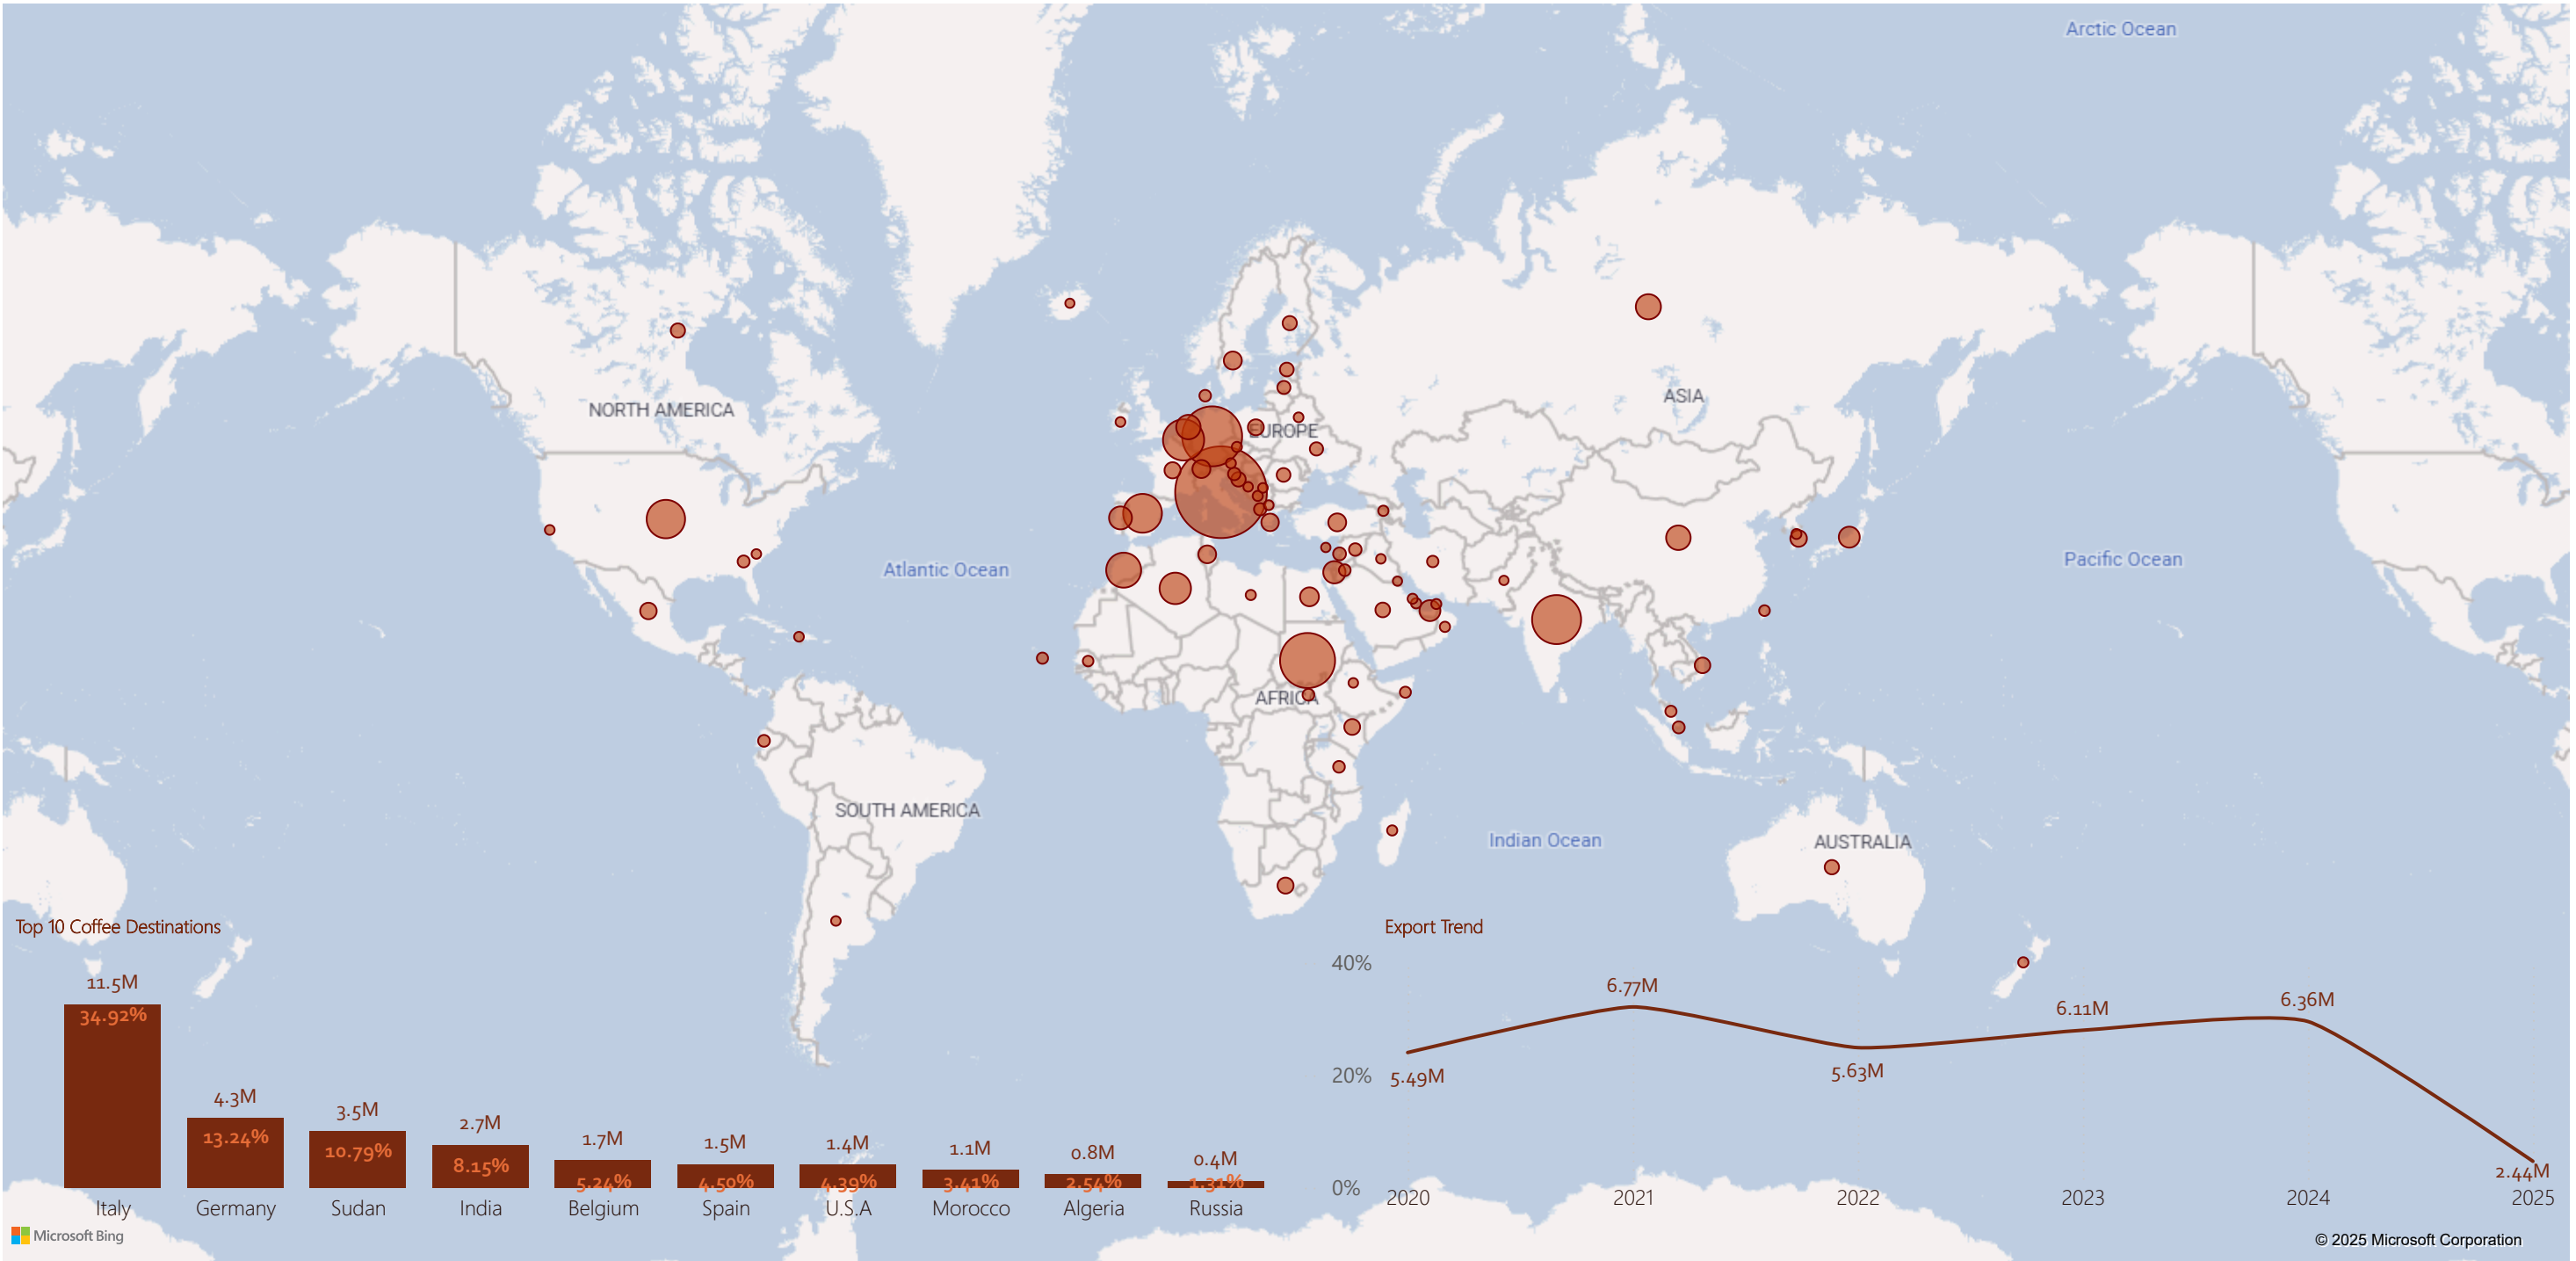 Arctic Ocean
NORTH AMERICA
ASIA
EUROPE
Atlantic Ocean
Pacific Ocean
AFRICA
SOUTH AMERICA
Indian Ocean
AUSTRALIA
Top 10 Coffee Destinations
11.5M
34.92%
Italy
4.3M
13.24%
Germany
3.5M
10.79%
Sudan
2.7M
8.15%
India
1.7M
5.24%
Belgium
1.5M
4.50%
Spain
1.4M
4.39%
U.S.A
1.1M
3.41%
Morocco
0.8M
2.54%
Algeria
0.4M
1.31%
Russia
Export Trend
40%
20%
0%
5.49M
6.77M
5.63M
6.11M
6.36M
2.44M
2020
2021
2022
2023
2024
2025
Microsoft Bing
© 2025 Microsoft Corporation